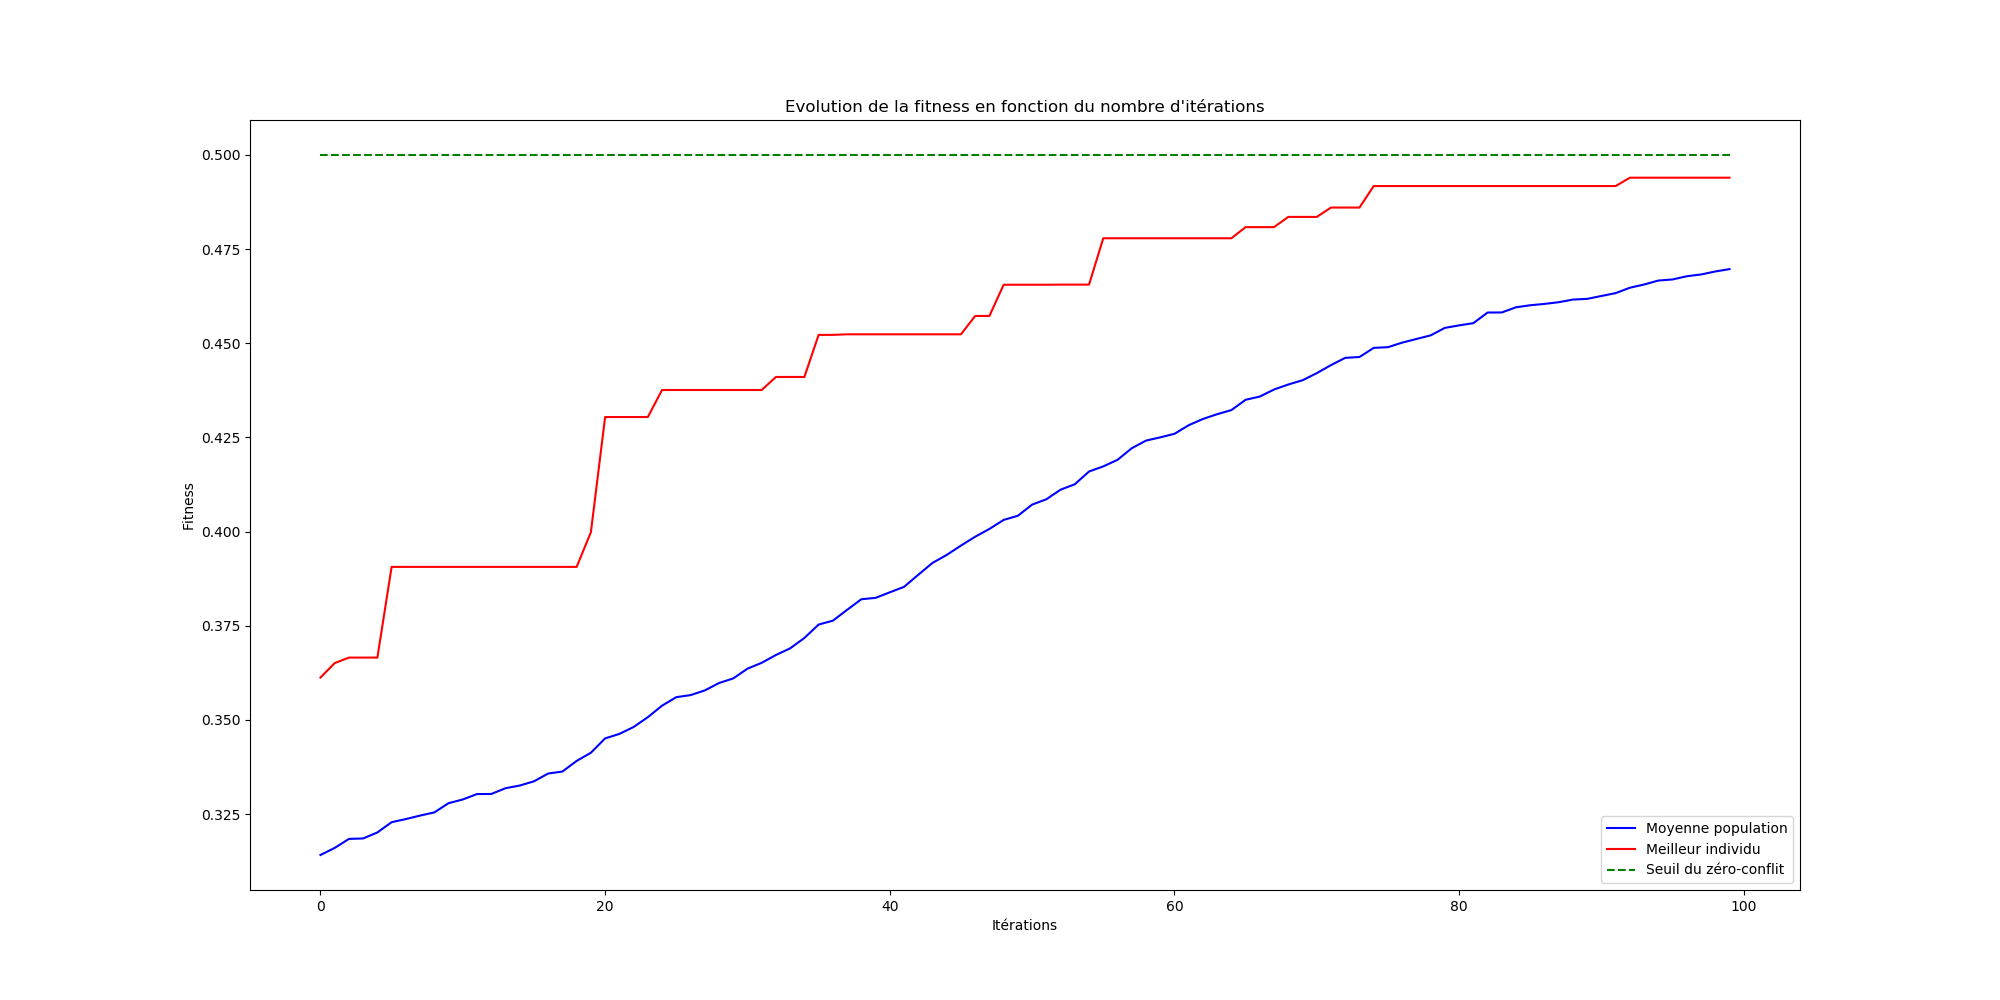 Evolution de la fitness en fonction du nombre d'itérations
0.500
0.475
0.450
0.425
0.400
0.375
0.350
0.325
Fitness
0 20 40 60 80 100
Itérations
Moyenne population
Meilleur individu
Seuil du zéro-conflit